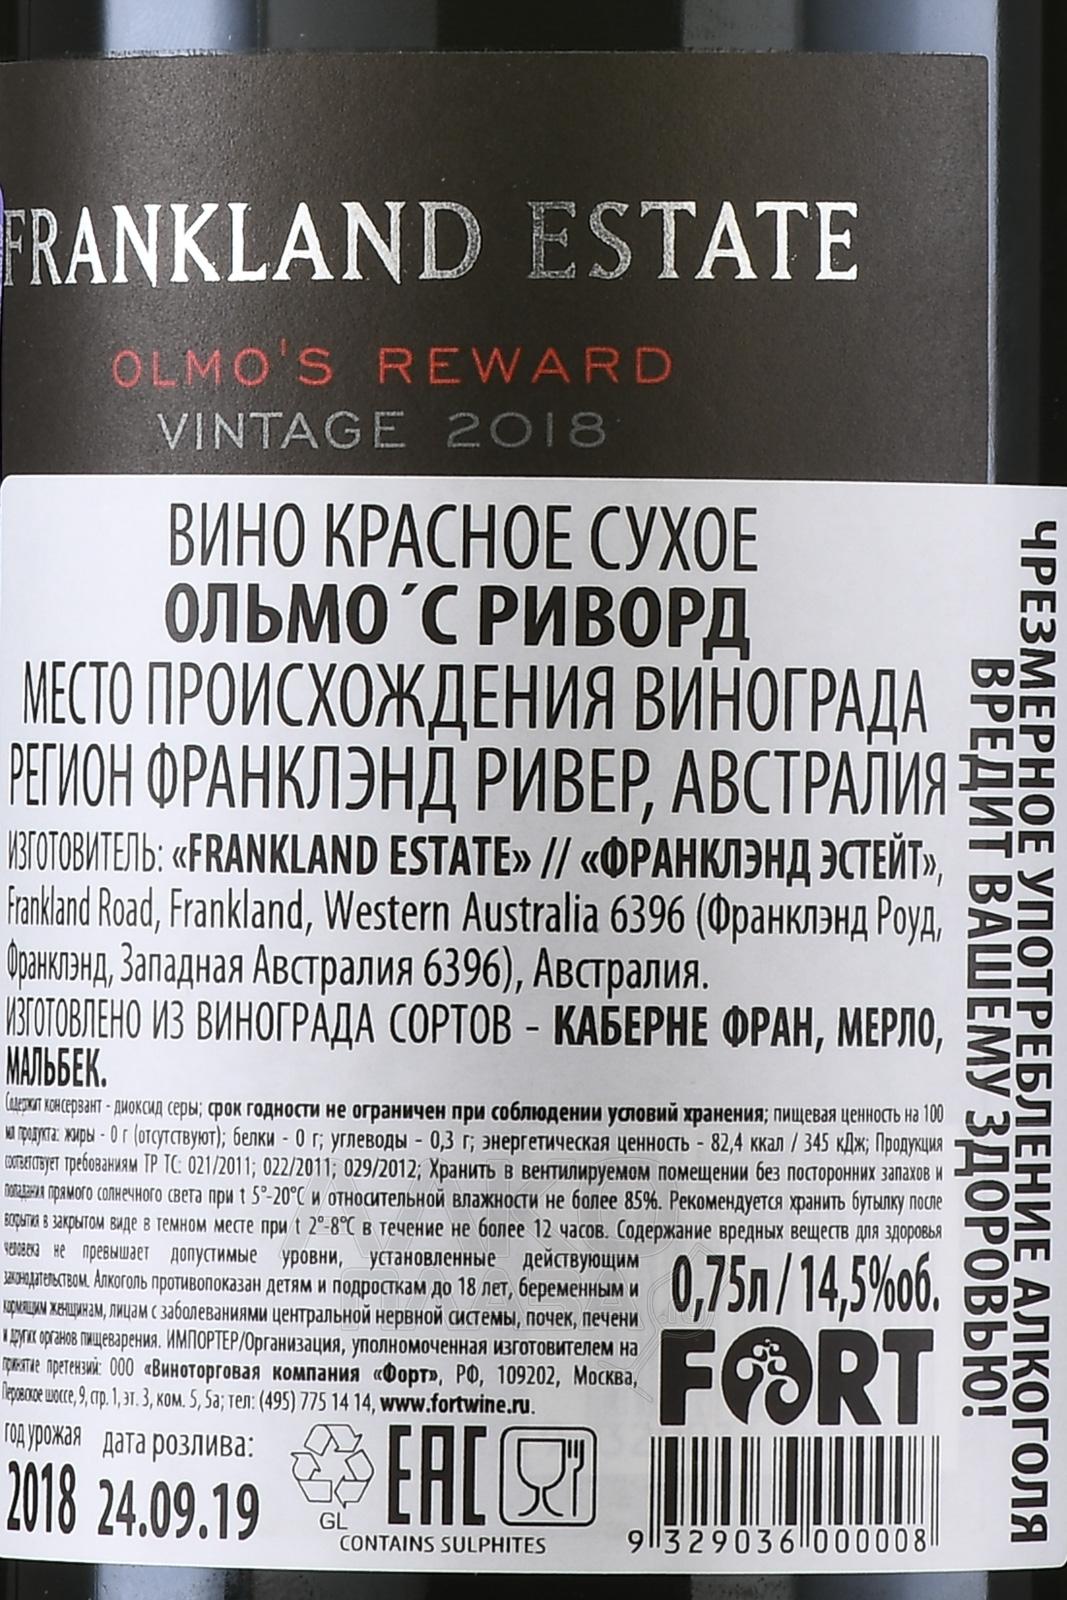 FRANKLAND ESTATE
OLMO'S REWARD
VINTAGE 2018
ВИНО КРАСНОЕ СУХОЕ
ОЛЬМО ´С РИВОРД
МЕСТО ПРОИСХОЖДЕНИЯ ВИНОГРАДА
РЕГИОН ФРАНКЛЭНД РИВЕР, АВСТРАЛИЯ
ИЗГОТОВИТЕЛЬ: «FRANKLAND ESTATE» // «ФРАНКЛЭНД ЭСТЕЙТ»,
Frankland Road, Frankland, Western Australia 6396 (Франклэнд Роуд,
Франклэнд, Западная Австралия 6396), Австралия.
ИЗГОТОВЛЕНО ИЗ ВИНОГРАДА СОРТОВ - КАБЕРНЕ ФРАН, МЕРЛО,
МАЛЬБЕК.
Содержит консервант - диоксид серы; срок годности не ограничен при соблюдении условий хранения; пищевая ценность на 100
мл продукта: жиры - 0 г (отсутствуют); белки - 0 г; углеводы - 0,3 г; энергетическая ценность - 82,4 ккал / 345 кДж; Продукция
соответствует требованиям ТР ТС: 021/2011; 022/2011; 029/2012; Хранить в вентилируемом помещении без посторонних запахов и
попадания прямого солнечного света при t 5°-20°C и относительной влажности не более 85%. Рекомендуется хранить бутылку после
вскрытия в закрытом виде в темном месте при t 2°-8°C в течение не более 12 часов. Содержание вредных веществ для здоровья
человека не превышает допустимые уровни, установленные действующим
законодательством. Алкоголь противопоказан детям и подросткам до 18 лет, беременным и
кормящим женщинам, лицам с заболеваниями центральной нервной системы, почек, печени
и других органов пищеварения. ИМПОРТЕР/Организация, уполномоченная изготовителем на
принятие претензий: ООО «Виноторговая компания «Форт», РФ, 109202, Москва,
Перовское шоссе, 9, стр. 1, эт. 3, ком. 5, 5а; тел: (495) 775 14 14, www.fortwine.ru.
0,75л / 14,5%об.
FORT
год урожая
2018
дата розлива:
24.09.19
GL
EAC
CONTAINS SULPHITES
9 329036 000008
ЧРЕЗМЕРНОЕ УПОТРЕБЛЕНИЕ АЛКОГОЛЯ
ВРЕДИТ ВАШЕМУ ЗДОРОВЬЮ!